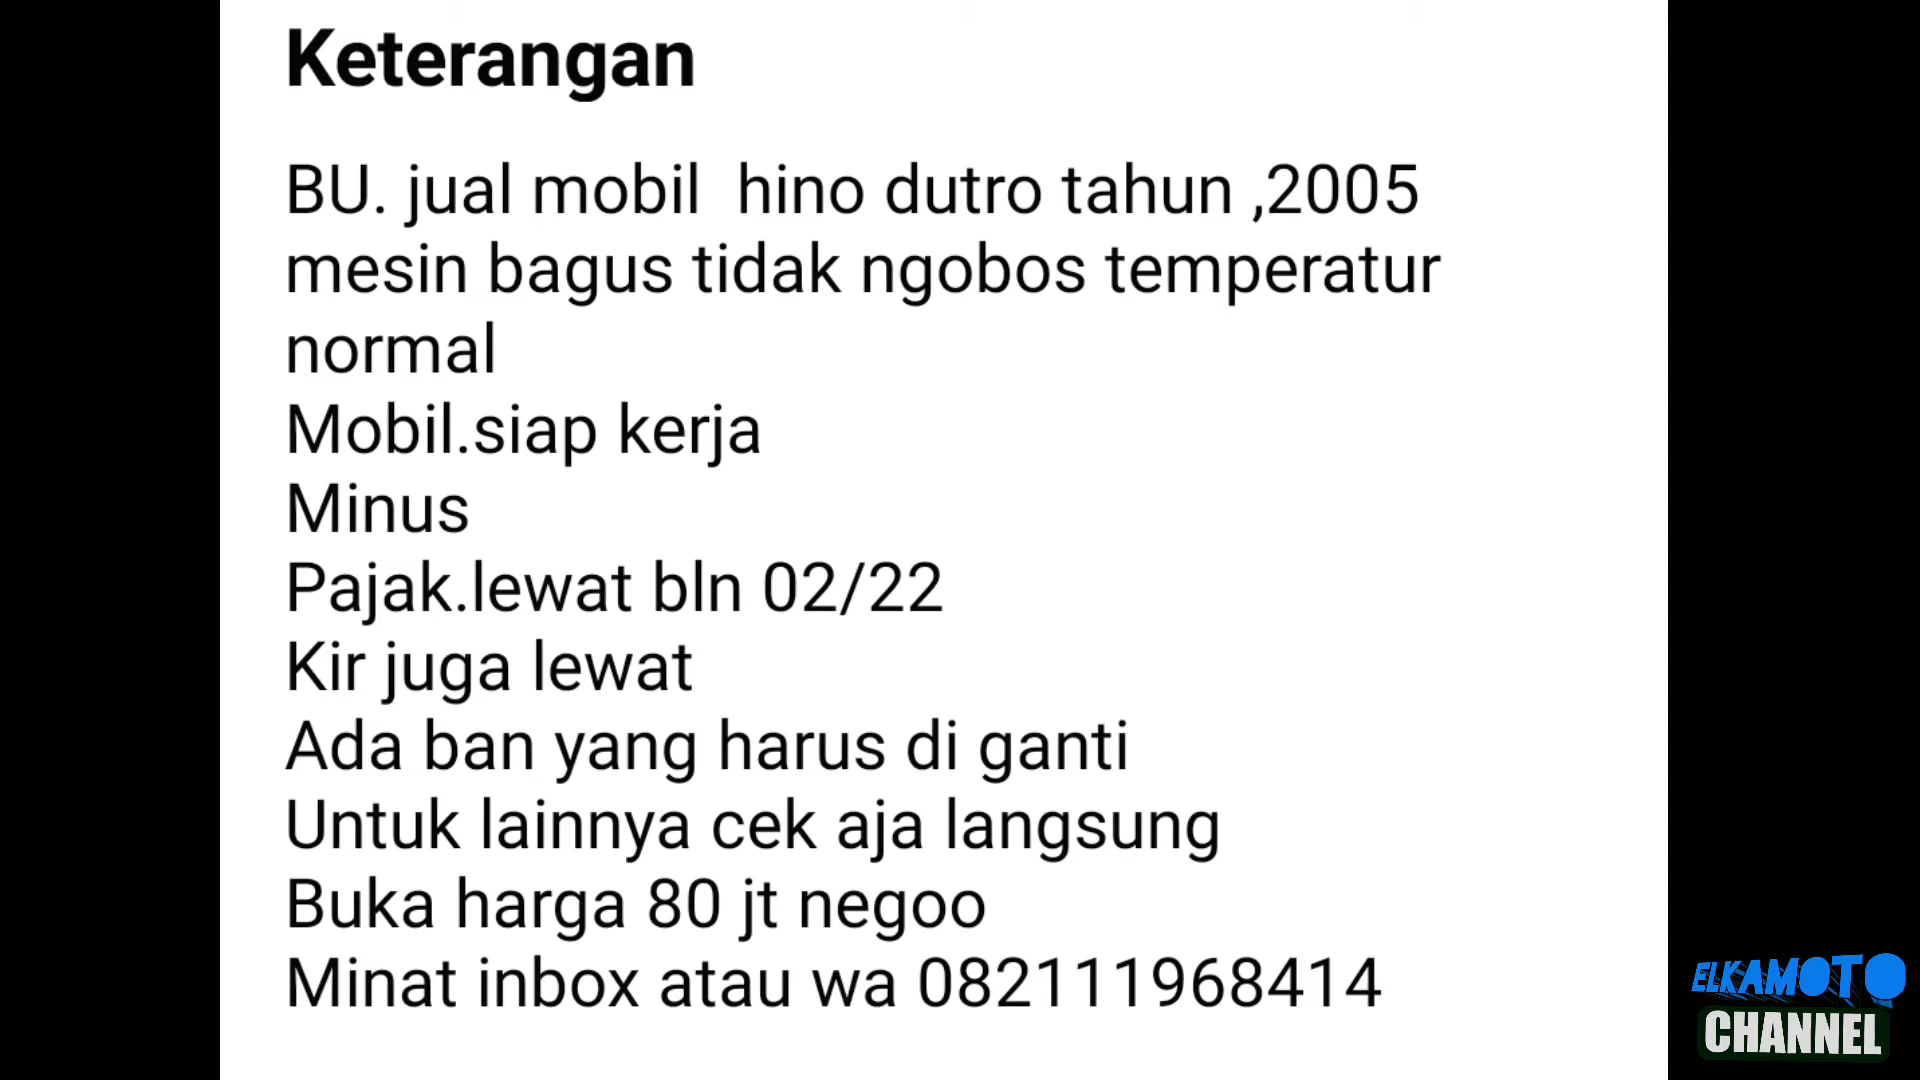 Keterangan
BU. jual mobil  hino dutro tahun ,2005
mesin bagus tidak ngobos temperatur
normal
Mobil.siap kerja
Minus
Pajak.lewat bln 02/22
Kir juga lewat
Ada ban yang harus di ganti
Untuk lainnya cek aja langsung
Buka harga 80 jt negoo
Minat inbox atau wa 082111968414
ELKAMOTO
CHANNEL